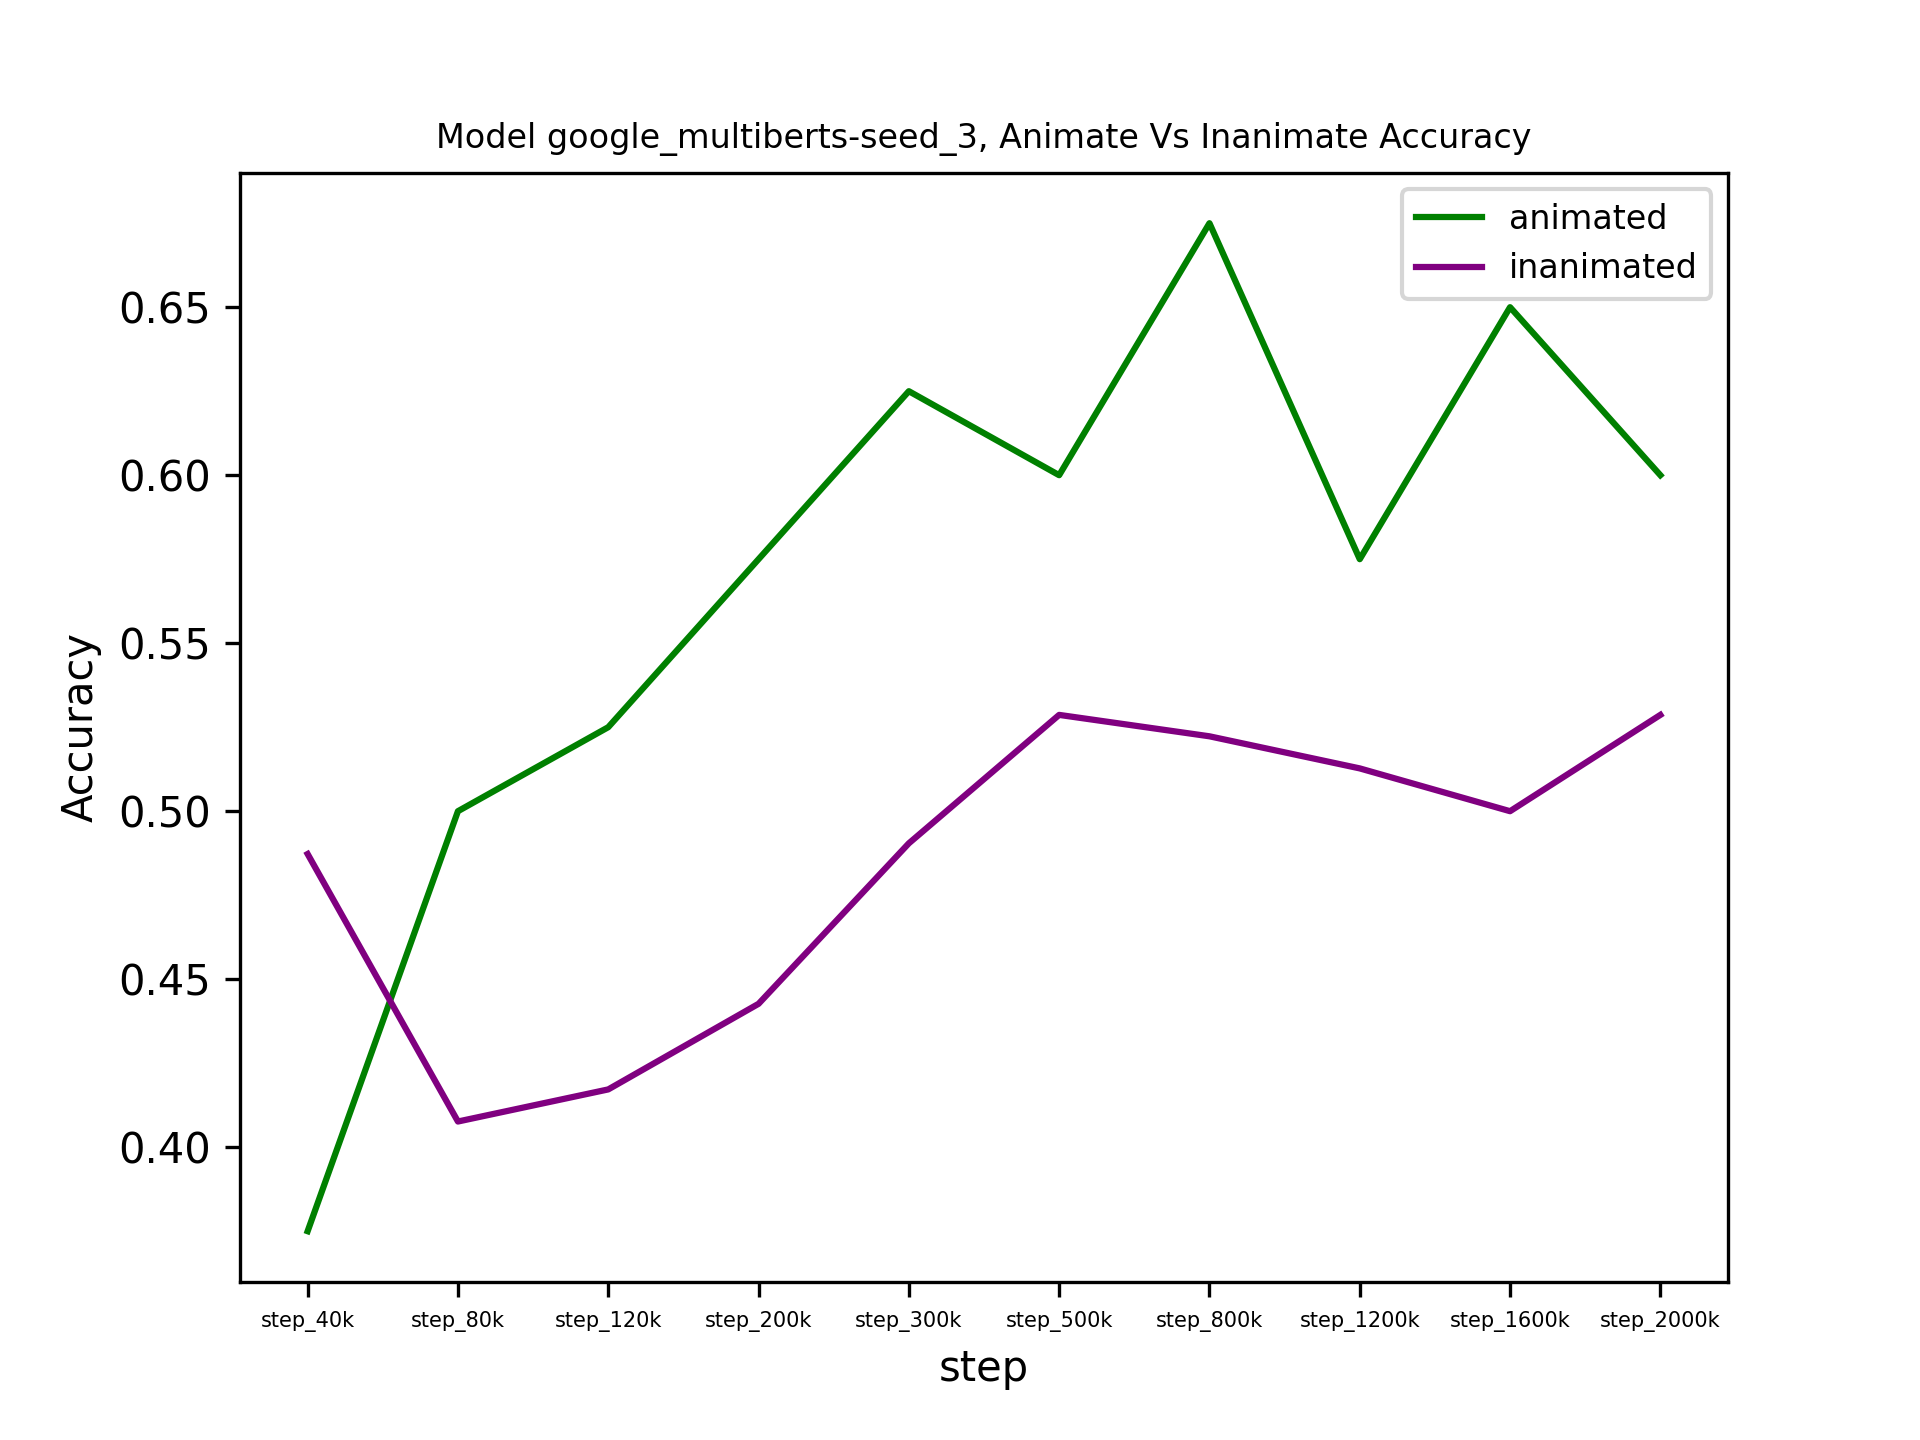 Model google_multiberts-seed_3, Animate Vs Inanimate Accuracy
animated
inanimated
0.65
0.60
0.55
0.50
0.45
0.40
Accuracy
step_40k step_80k step_120k step_200k step_300k step_500k step_800k step_1200k step_1600k step_2000k
step